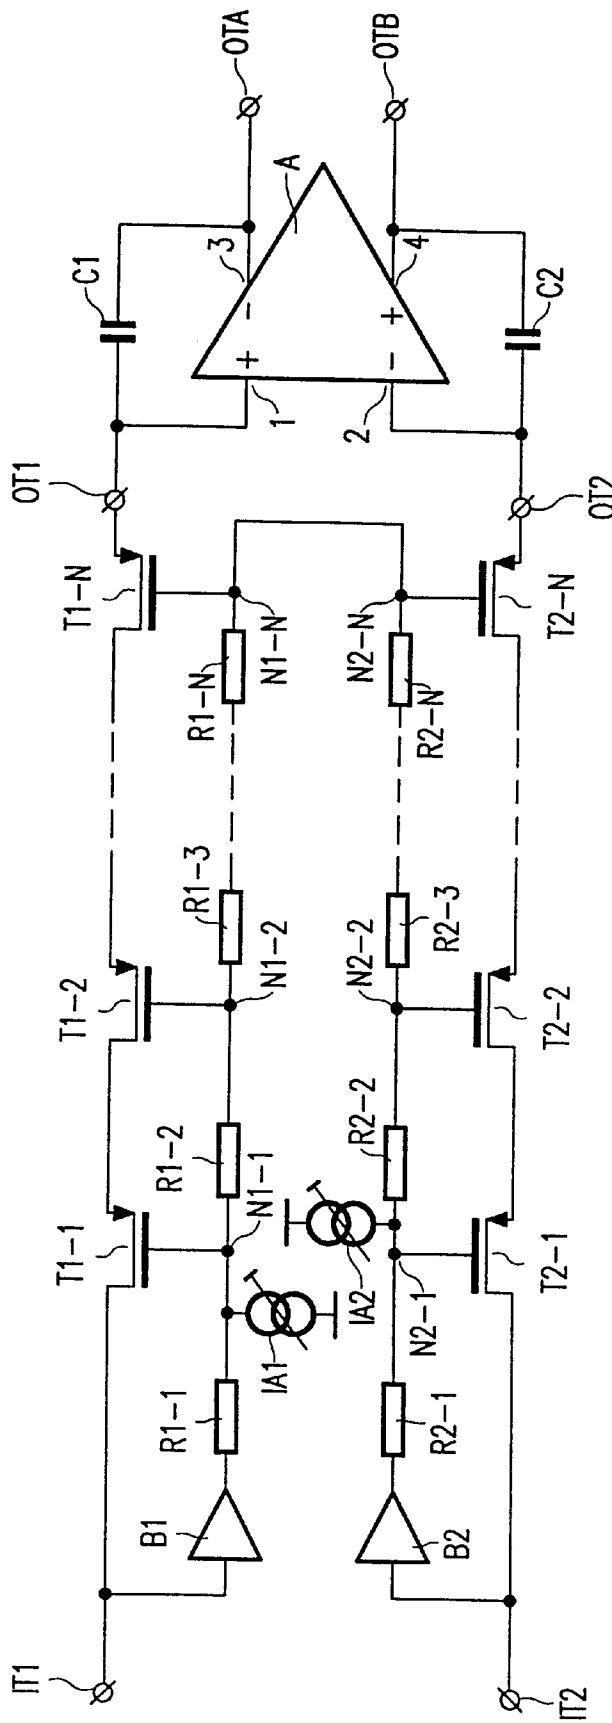 IT1
B1
R1-1
IA1
T1-1
N1-1
R1-2
T1-2
N1-2
R1-3
T1-N
R1-N
N1-N
OT1
C1
+
-
1
3
A
OTA
IT2
B2
R2-1
IA2
N2-1
T2-1
R2-2
N2-2
T2-2
R2-3
N2-N
R2-N
T2-N
OT2
-
+
2
4
C2
OTB